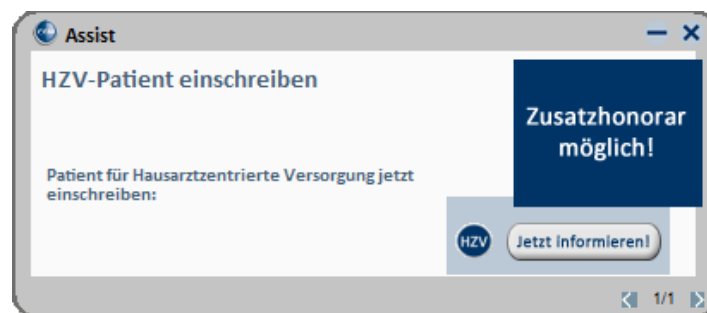 Assist
HZV-Patient einschreiben
Zusatzhonorar
möglich!
Patient für Hausarztzentrierte Versorgung jetzt
einschreiben:
HZV
Jetzt informieren!
1/1